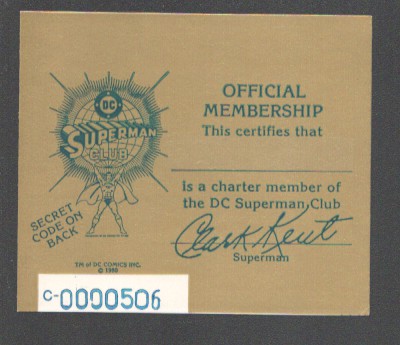 DC
SUPERMAN
CLUB
SECRET
CODE ON
BACK
TM of DC COMICS INC.
OFFICIAL
MEMBERSHIP
This certifies that
is a charter member of
the DC Superman Club
Clark Kent
Superman
C-0000506